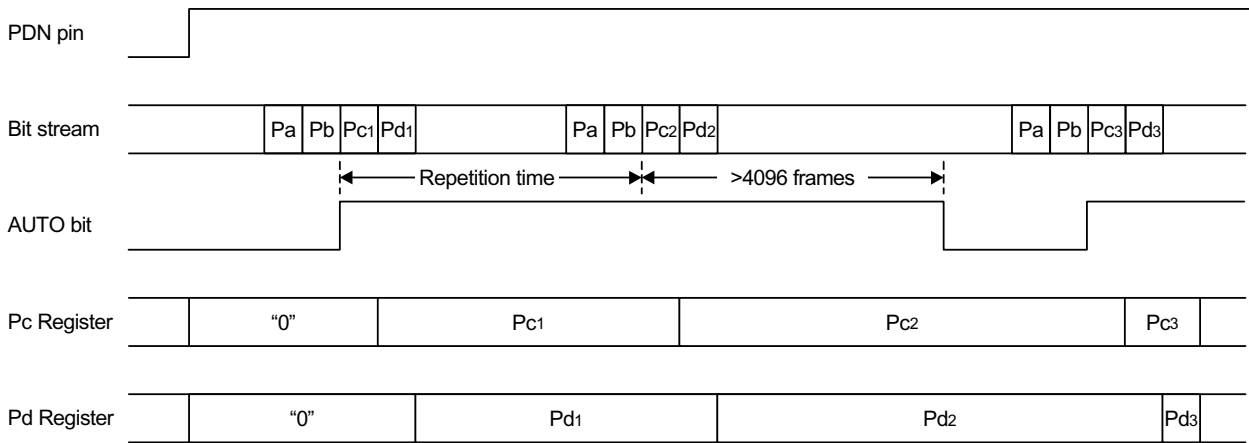 PDN pin
Bit stream Pa Pb Pc1 Pd1 Pa Pb Pc2 Pd2 Pa Pb Pc3 Pd3
Repetition time >4096 frames
AUTO bit
Pc Register “0” Pc1 Pc2 Pc3
Pd Register “0” Pd1 Pd2 Pd3